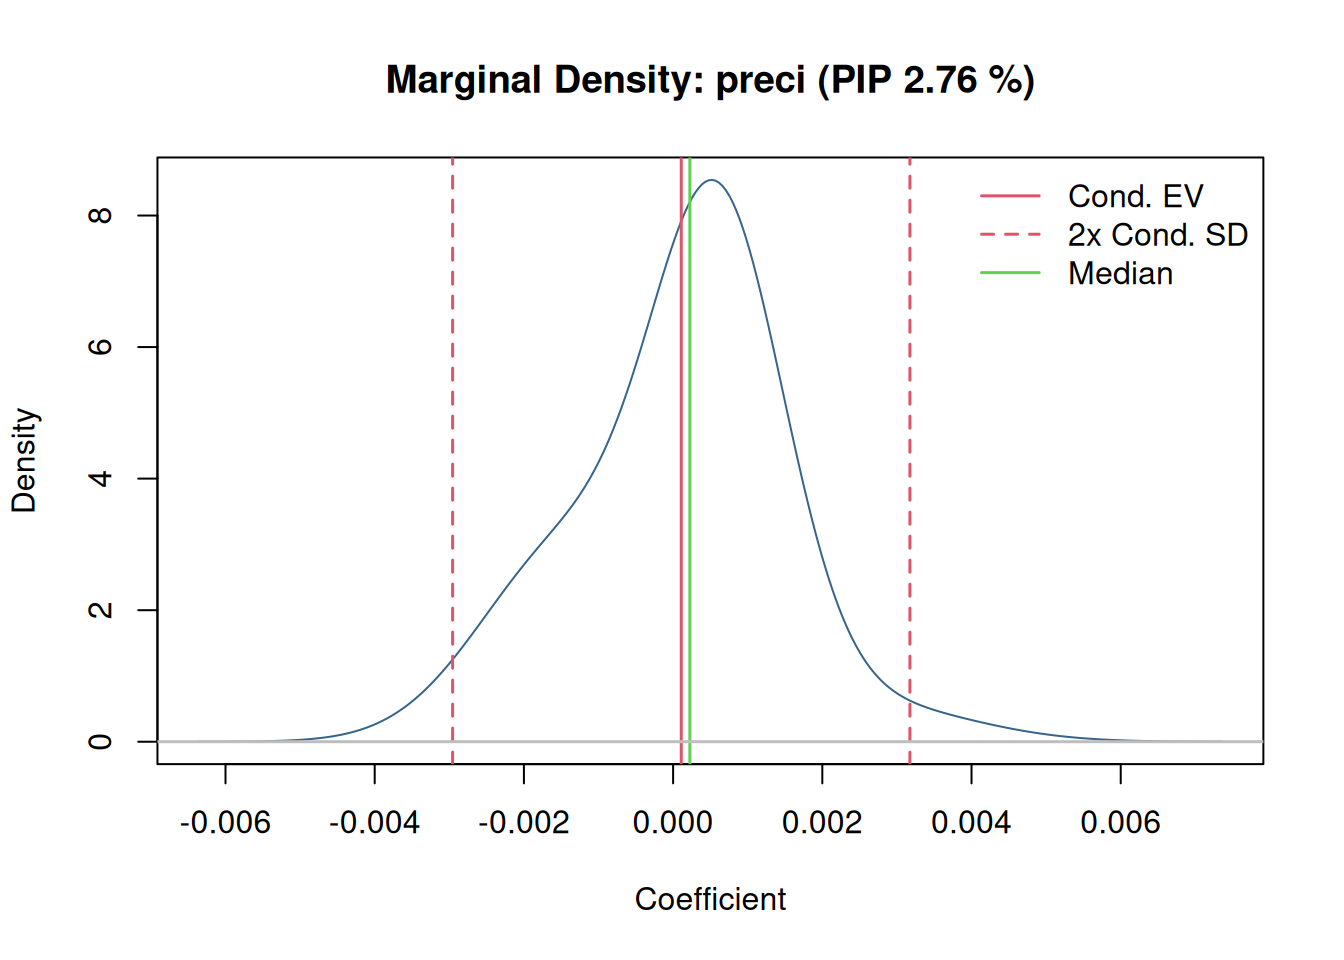 Marginal Density: preci (PIP 2.76 %)
Cond. EV
2x Cond. SD
Median
Density
8
6
4
2
0
-0.006 -0.004 -0.002 0.000 0.002 0.004 0.006
Coefficient